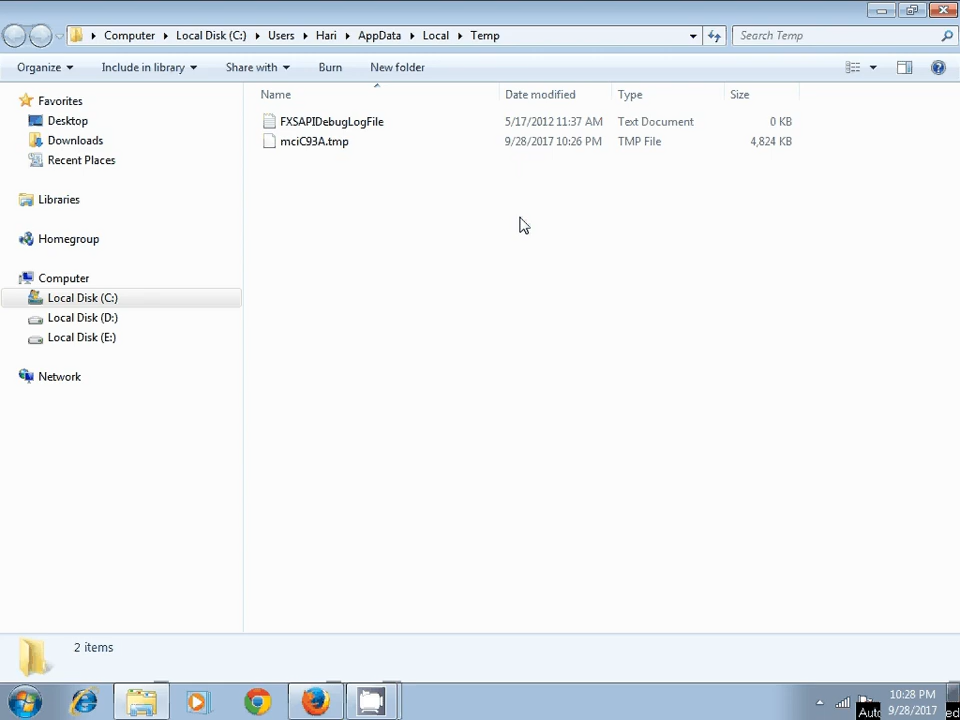 Computer Local Disk (C:) Users Hari AppData Local Temp Search Temp
Organize Include in library Share with Burn New folder
Favorites
Desktop
Downloads
Recent Places
Libraries
Homegroup
Computer
Local Disk (C:)
Local Disk (D:)
Local Disk (E:)
Network
Name Date modified Type Size
FXSAPIDebugLogFile 5/17/2012 11:37 AM Text Document 0 KB
mciC93A.tmp 9/28/2017 10:26 PM TMP File 4,824 KB
2 items
10:28 PM
9/28/2017
Auto
ed